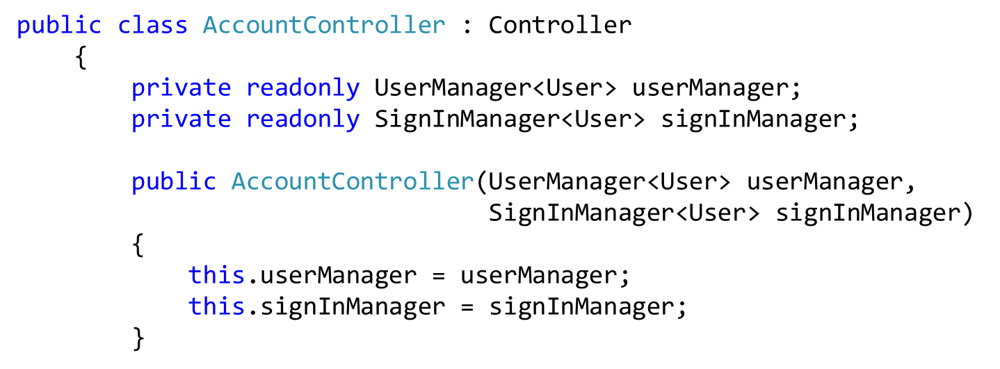 public class AccountController : Controller
    {
        private readonly UserManager<User> userManager;
        private readonly SignInManager<User> signInManager;

        public AccountController(UserManager<User> userManager,
                                 SignInManager<User> signInManager)
        {
            this.userManager = userManager;
            this.signInManager = signInManager;
        }